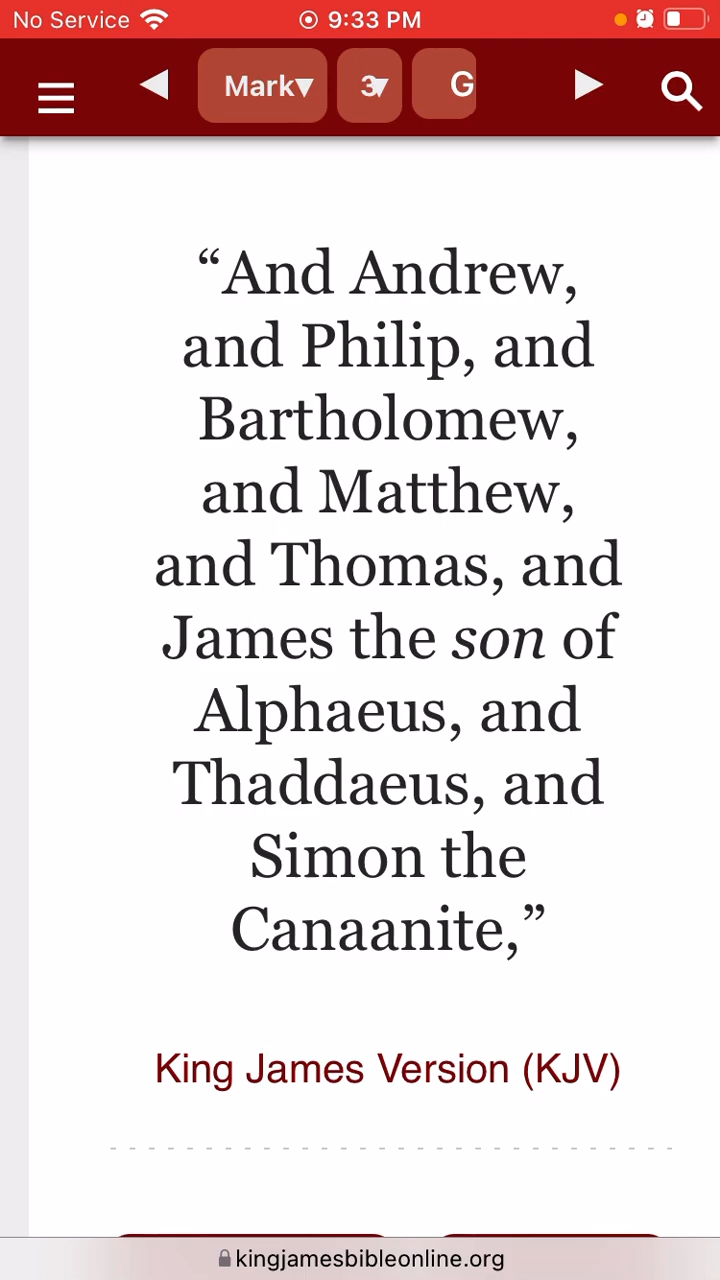 No Service 9:33 PM
Mark▾ 3▾ G
“And Andrew,
and Philip, and
Bartholomew,
and Matthew,
and Thomas, and
James the son of
Alphaeus, and
Thaddaeus, and
Simon the
Canaanite,”
King James Version (KJV)
kingjamesbibleonline.org